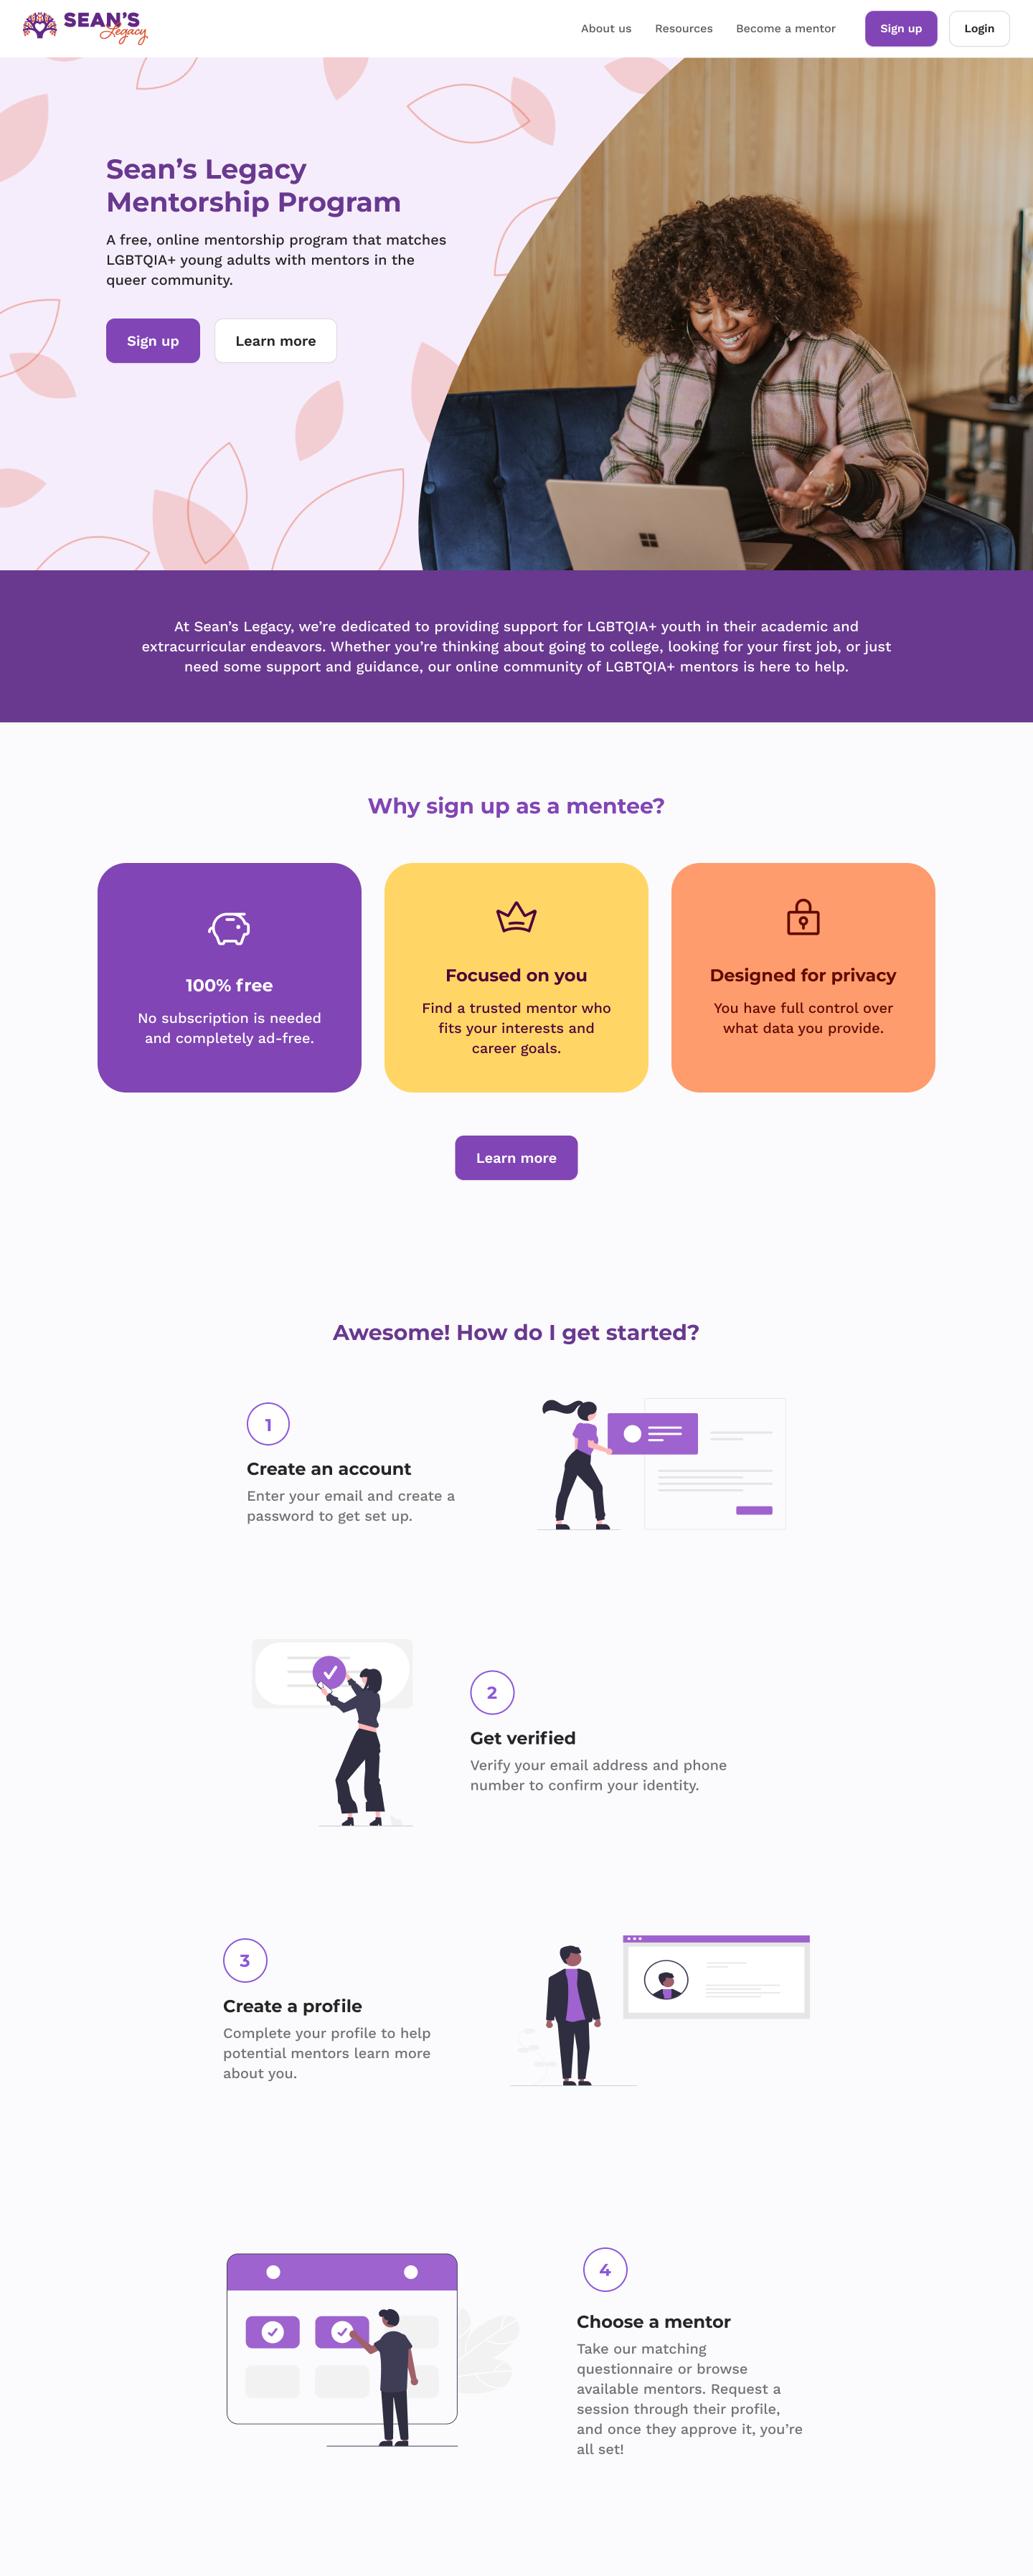 SEAN'S
Legacy
About us
Resources
Become a mentor
Sign up
Login
Sean’s Legacy
Mentorship Program
A free, online mentorship program that matches
LGBTQIA+ young adults with mentors in the
queer community.
Sign up
Learn more
At Sean’s Legacy, we’re dedicated to providing support for LGBTQIA+ youth in their academic and
extracurricular endeavors. Whether you’re thinking about going to college, looking for your first job, or just
need some support and guidance, our online community of LGBTQIA+ mentors is here to help.
Why sign up as a mentee?
100% free
No subscription is needed
and completely ad-free.
Focused on you
Find a trusted mentor who
fits your interests and
career goals.
Designed for privacy
You have full control over
what data you provide.
Learn more
Awesome! How do I get started?
1
Create an account
Enter your email and create a
password to get set up.
2
Get verified
Verify your email address and phone
number to confirm your identity.
3
Create a profile
Complete your profile to help
potential mentors learn more
about you.
4
Choose a mentor
Take our matching
questionnaire or browse
available mentors. Request a
session through their profile,
and once they approve it, you’re
all set!